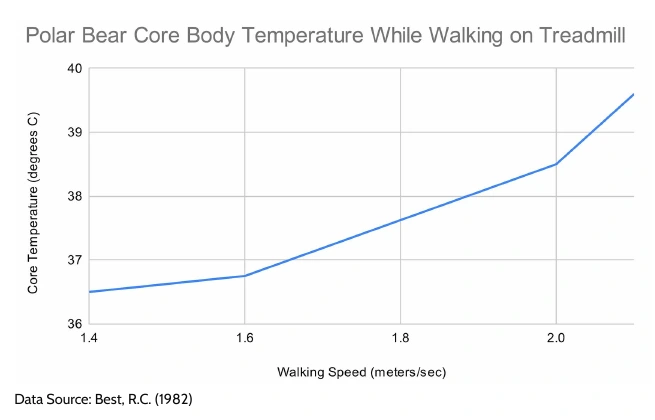 Polar Bear Core Body Temperature While Walking on Treadmill
40
39
38
37
36
Core Temperature (degrees C)
1.4
1.6
1.8
2.0
Walking Speed (meters/sec)
Data Source: Best, R.C. (1982)